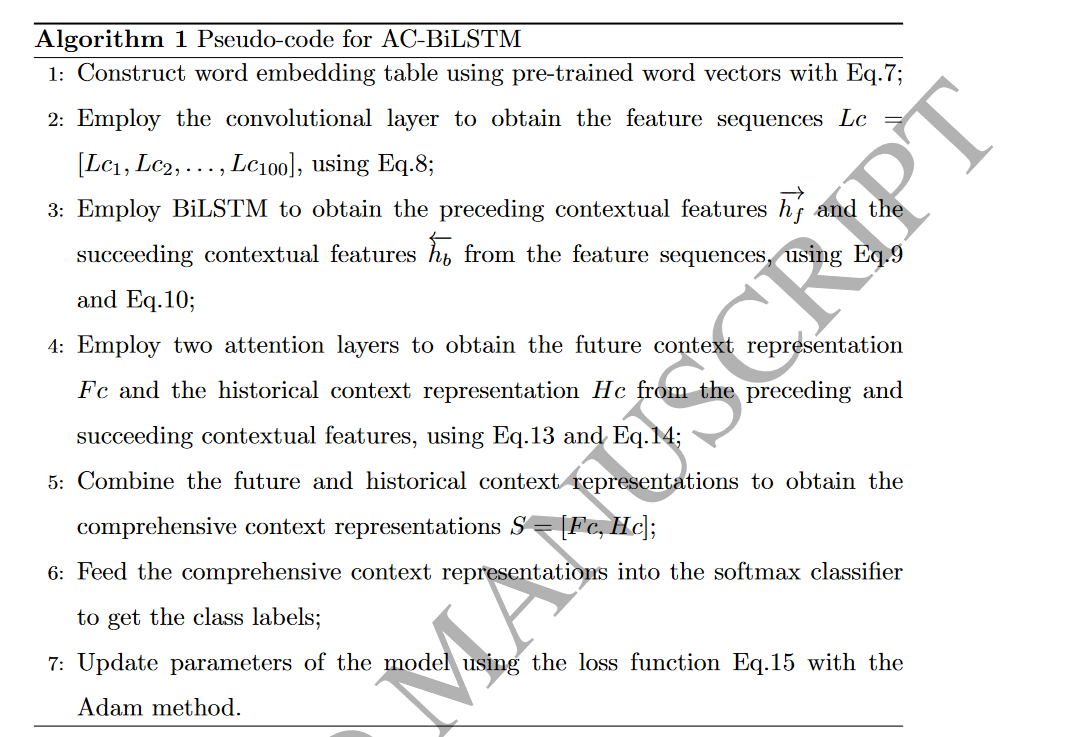 Algorithm 1 Pseudo-code for AC-BiLSTM
1: Construct word embedding table using pre-trained word vectors with Eq.7;
2: Employ the convolutional layer to obtain the feature sequences Lc =
[Lc₁, Lc₂, . . . , Lc₁₀₀], using Eq.8;
3: Employ BiLSTM to obtain the preceding contextual features →h_f and the
succeeding contextual features ←h_b from the feature sequences, using Eq.9
and Eq.10;
4: Employ two attention layers to obtain the future context representation
Fc and the historical context representation Hc from the preceding and
succeeding contextual features, using Eq.13 and Eq.14;
5: Combine the future and historical context representations to obtain the
comprehensive context representations S = [Fc, Hc];
6: Feed the comprehensive context representations into the softmax classifier
to get the class labels;
7: Update parameters of the model using the loss function Eq.15 with the
Adam method.
MANUSCRIPT